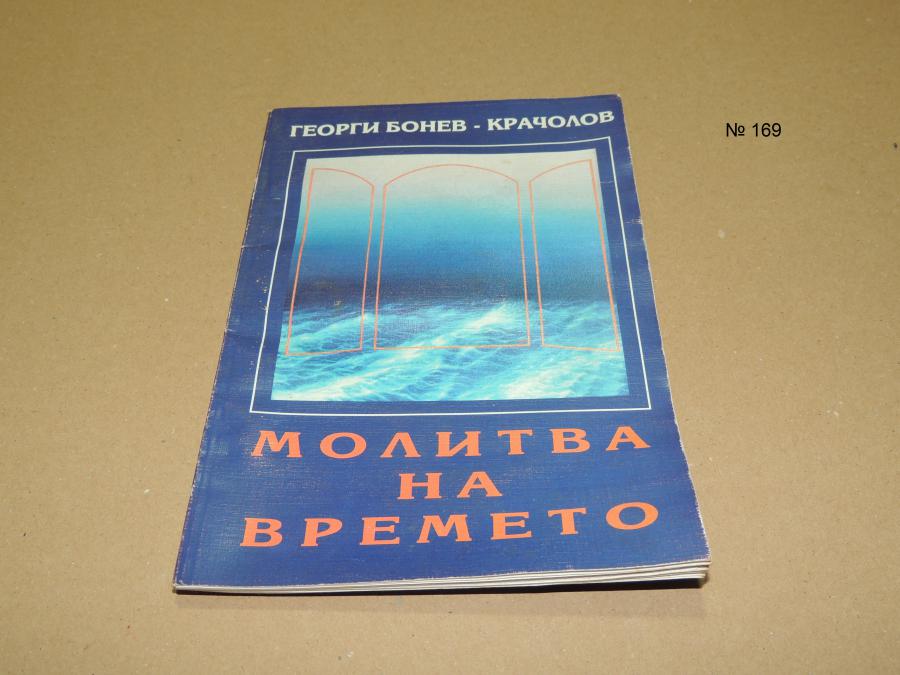 ГЕОРГИ БОНЕВ - КРАЧОЛОВ
№ 169
МОЛИТВА
НА
ВРЕМЕТО